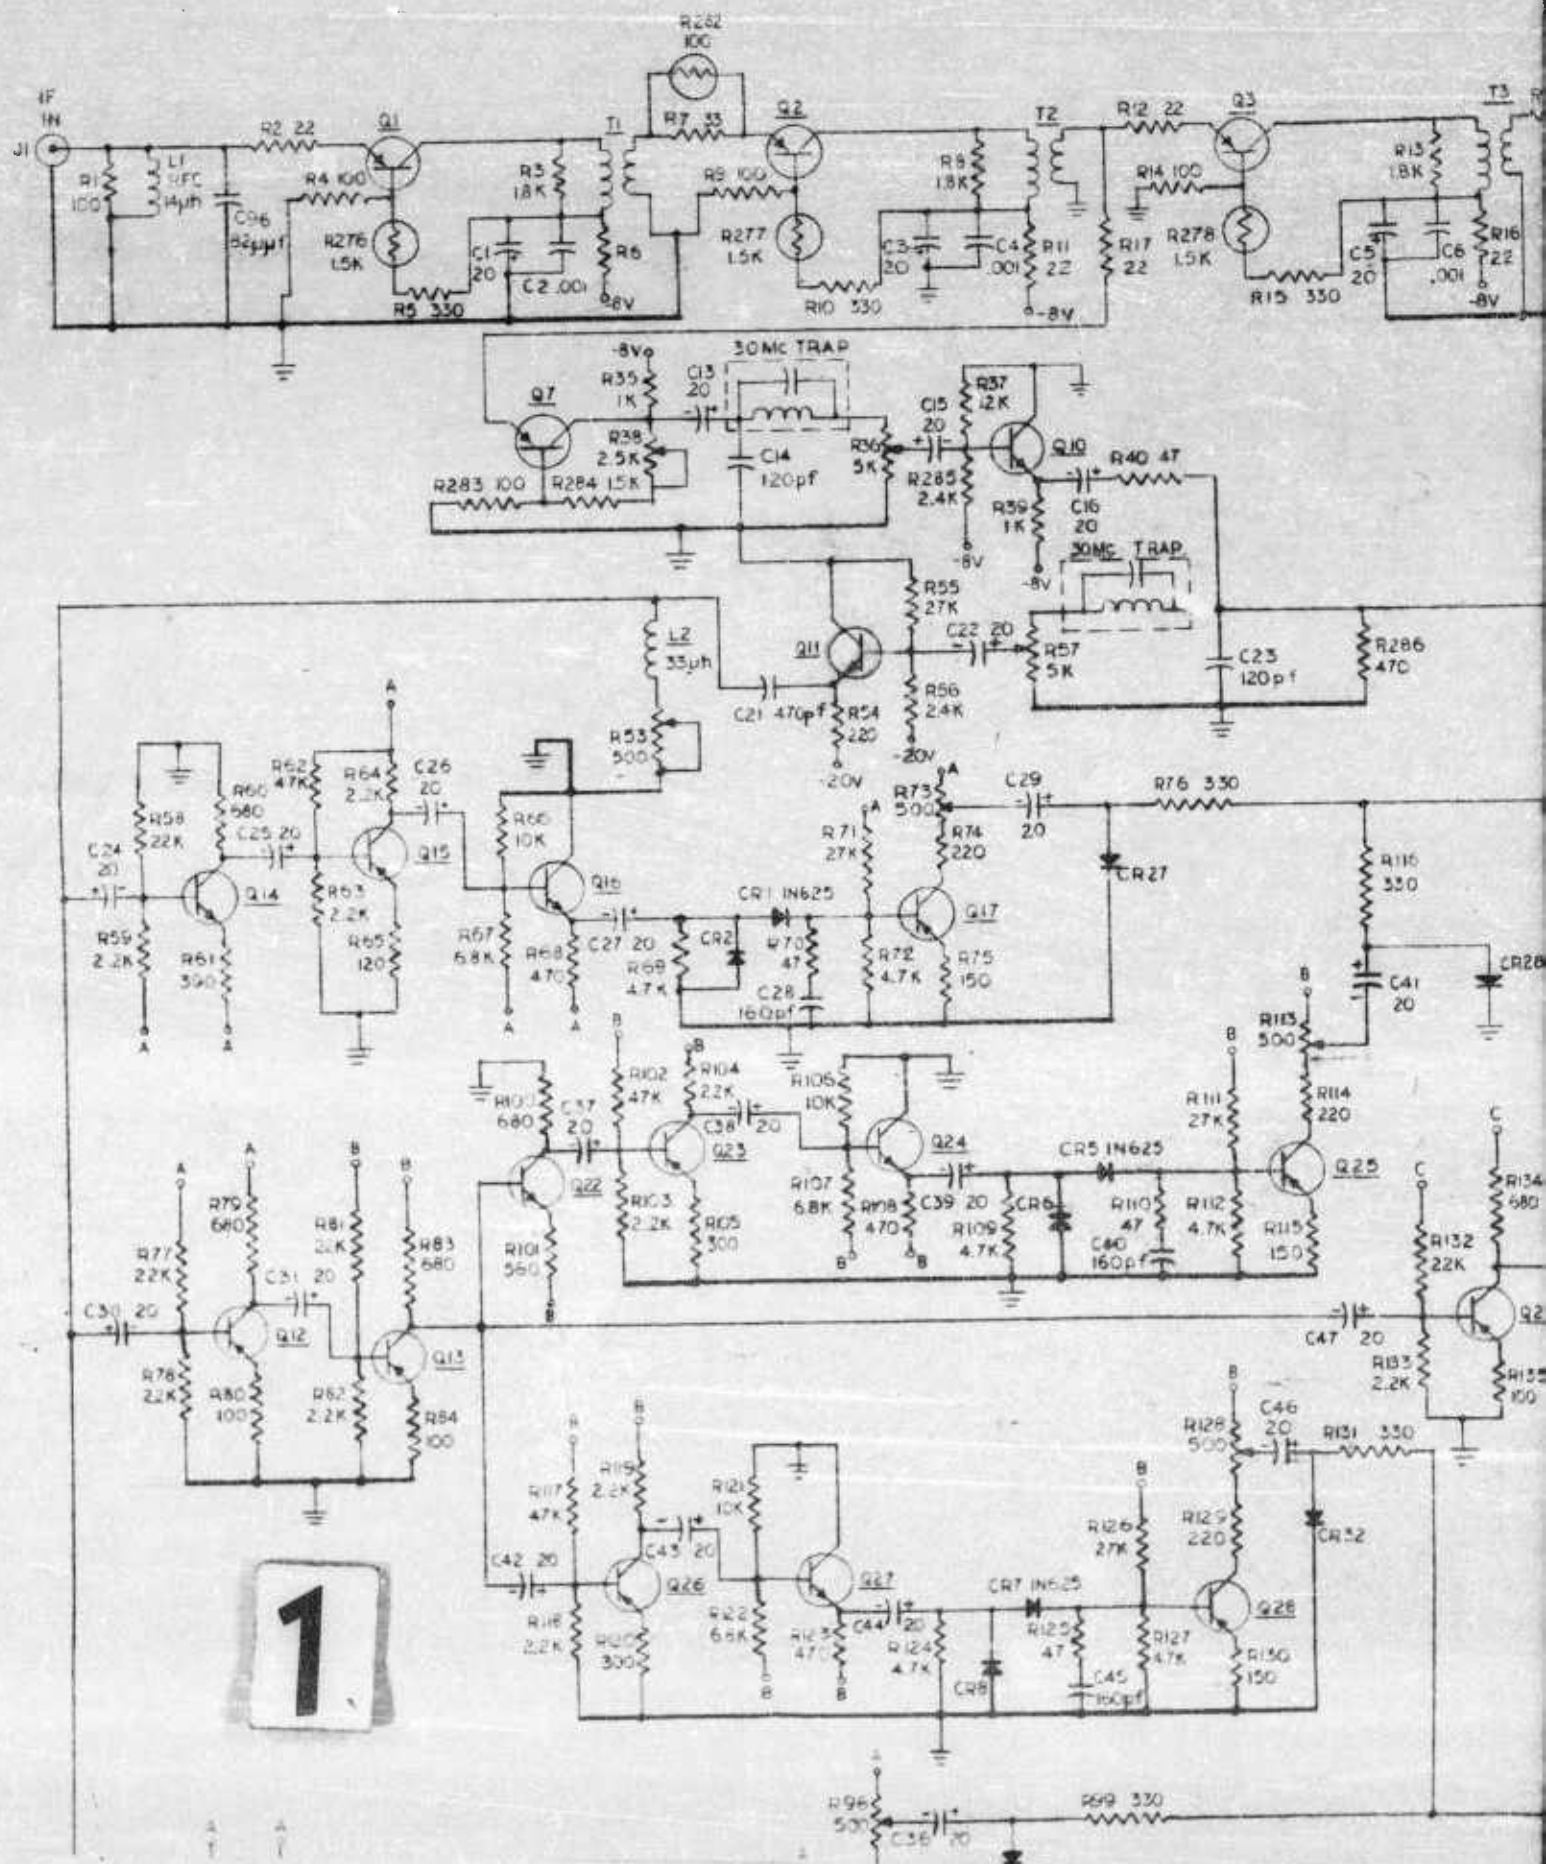 R282
100
IF
IN
J1
R2 22
Q1
T1
R7 33
Q2
T2
R12 22
Q3
T3
R1
100
L1
RFC
14µh
R4 100
R3
1.8K
R9 100
R8
1.8K
R14 100
R13
1.8K
C96
82µµf
R276
1.5K
C1
20
C2 .001
R6
-8V
R5 330
R277
1.5K
C3
20
C4
.001
R11
22
R17
22
R278
1.5K
C5
20
C6
.001
R16
22
-8V
R10 330
-8V
R15 330
-8V
30MC TRAP
R35
1K
C13
20
Q7
R38
2.5K
C14
120pf
R36
5K
C15
20
R37
12K
Q10
R40 47
R283 100
R284 1.5K
R285
2.4K
R39
1K
C16
20
-8V
-8V
30MC TRAP
R55
27K
L2
33µh
Q11
C22 20
R57
5K
C23
120pf
R286
470
A
C21 470pf
R54
220
R56
2.4K
R53
500
-20V
-20V
R62
47K
R64
2.2K
C26
20
R60
680
R58
22K
C25 20
Q15
R66
10K
A
R73
500
C29
20
R76 330
A
R71
27K
R74
220
CR27
R116
330
C24
20
Q14
R63
2.2K
Q16
CR1 IN625
Q17
R59
2.2K
R61
390
R65
120
R67
6.8K
R68
470
C27 20
CR2
R69
4.7K
R70
47
R72
4.7K
R75
150
C28
160pf
C41
20
CR28
A
A
A
A
B
B
B
R113
500
R100
680
C37
20
R102
47K
R104
2.2K
C38
20
R106
10K
B
R111
27K
R114
220
C
A
A
B
B
Q22
Q23
Q24
CR5 IN625
Q25
C
R134
680
R79
680
R81
22K
R83
680
R103
2.2K
R105
300
R107
6.8K
R108
470
C39 20
R109
4.7K
CR6
R110
47
R112
4.7K
R115
150
C40
160pf
R132
22K
R77
22K
C31 20
R101
560
B
B
B
C30 20
Q12
Q13
C47 20
R78
2.2K
R80
100
R82
2.2K
R84
100
R133
2.2K
R135
100
B
B
B
R128
500
C46
20
R131 330
R117
47K
R119
2.2K
R121
10K
B
R126
27K
R129
220
CR32
C42 20
C43 20
Q26
Q27
CR7 IN625
Q28
R118
2.2K
R120
300
R122
6.8K
R123
470
C44 20
R124
4.7K
CR8
R125
47
R127
4.7K
R130
150
C45
160pf
B
B
1
A
R96
500
C36 20
R99 330
A
A